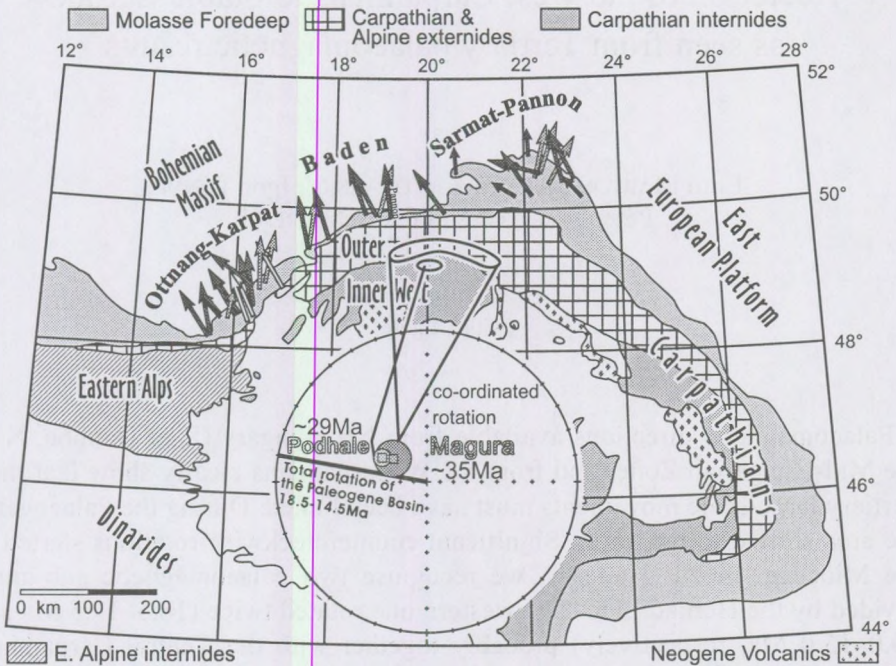 Molasse Foredeep
Carpathian &
Alpine externides
Carpathian internides
12°
14°
16°
18°
20°
22°
24°
26°
28°
52°
Bohemian
Massif
Ottnang-Karpat
Baden
Sarmat-Pannon
50°
East
European Platform
Outer
Inner West
Carpathians
48°
Eastern Alps
co-ordinated
rotation
~29Ma
Podhale
Magura
~35Ma
Total rotation of
the Paleogene Basin
18.5 - 14.5Ma
46°
Dinarides
0 km 100 200
44°
E. Alpine internides
Neogene Volcanics